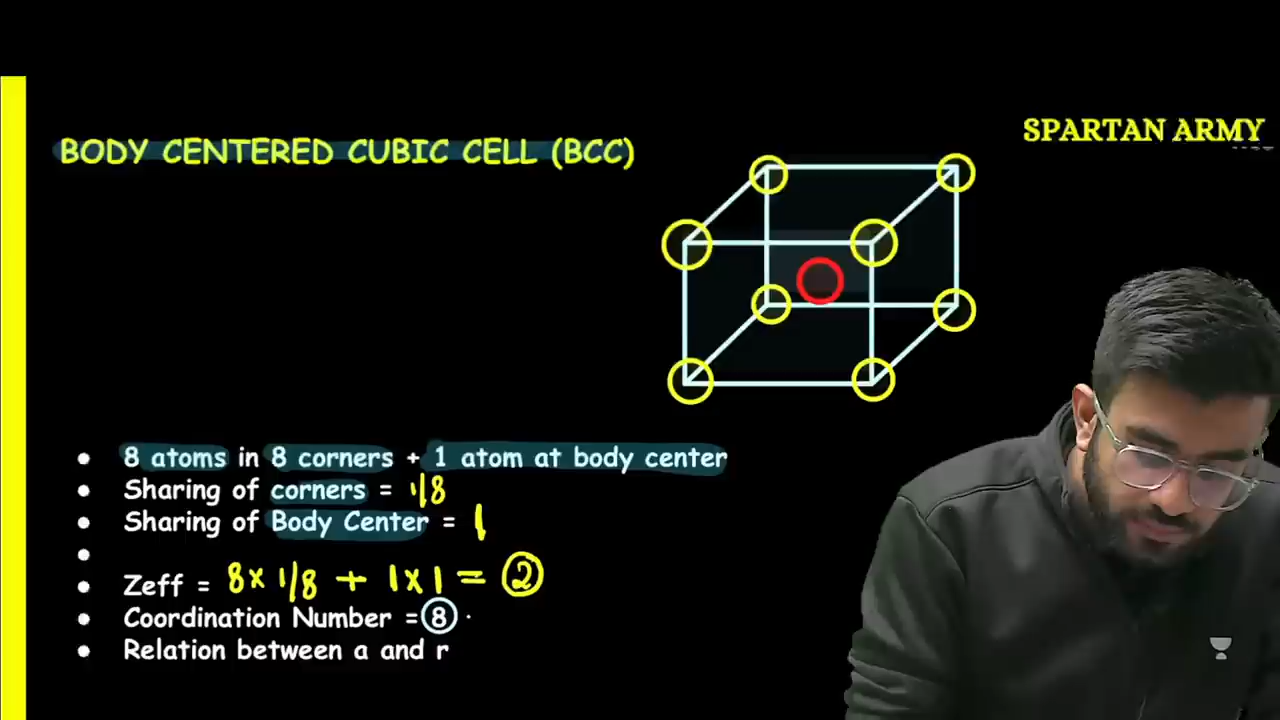 SPARTAN ARMY
BODY CENTERED CUBIC CELL (BCC)
• 8 atoms in 8 corners + 1 atom at body center
• Sharing of corners = 1/8
• Sharing of Body Center = 1
•
• Zeff = 8 x 1/8 + 1 x 1 = 2
• Coordination Number = 8
• Relation between a and r